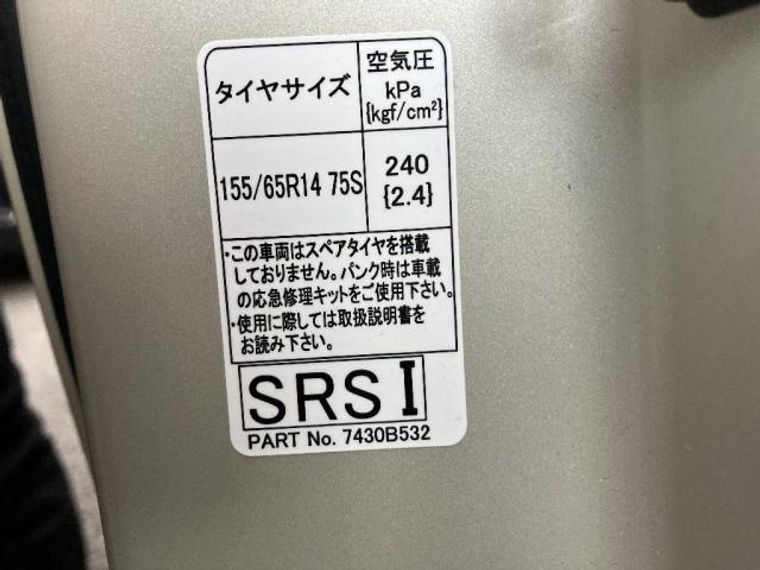 タイヤサイズ
空気圧
kPa
{kgf/cm²}
155/65R14 75S
240
{2.4}
・この車両はスペアタイヤを搭載
しておりません。パンク時は車載
の応急修理キットをご使用下さい。
・使用に際しては取扱説明書を
お読み下さい。
SRS I
PART No. 7430B532